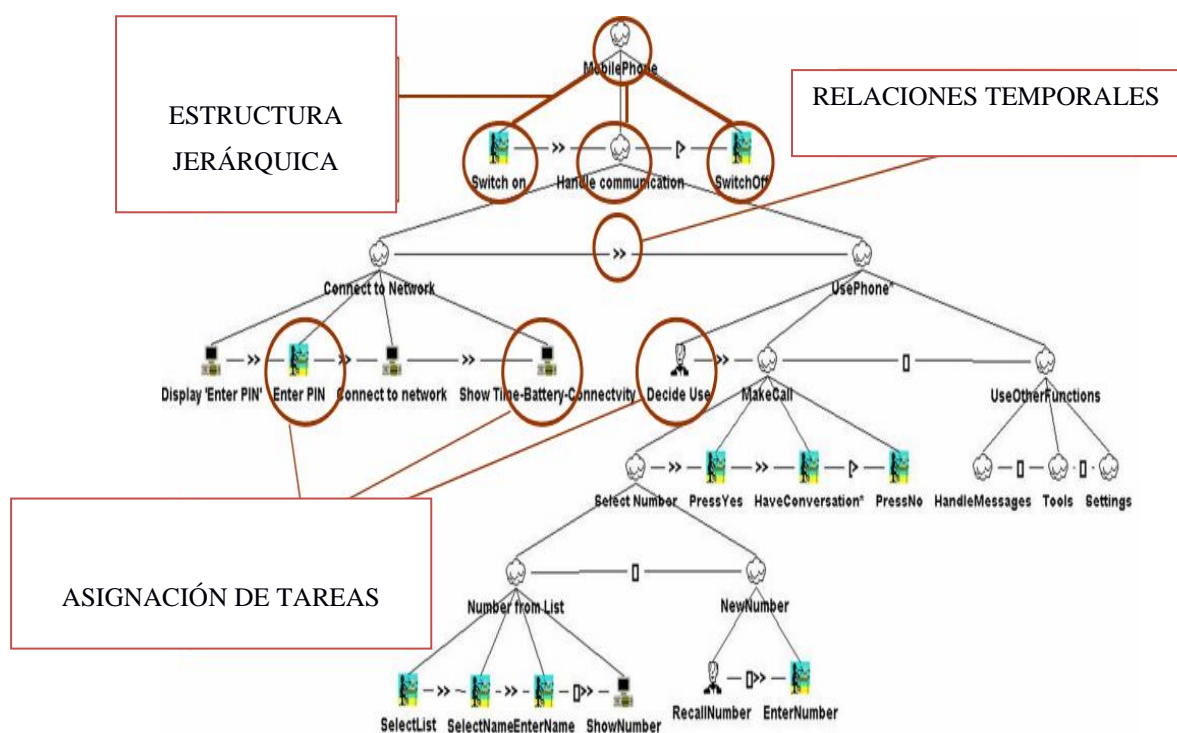 MobilePhone
ESTRUCTURA
JERÁRQUICA
RELACIONES TEMPORALES
Switch on
Handle communication
SwitchOff
Connect to Network
UsePhone*
Display 'Enter PIN'
Enter PIN
Connect to network
Show Time-Battery-Connectvity
Decide Use
MakeCall
UseOtherFunctions
ASIGNACIÓN DE TAREAS
Select Number
PressYes
HaveConversation*
PressNo
HandleMessages
Tools
Settings
Number from List
NewNumber
SelectList
SelectName
EnterName
ShowNumber
RecallNumber
EnterNumber